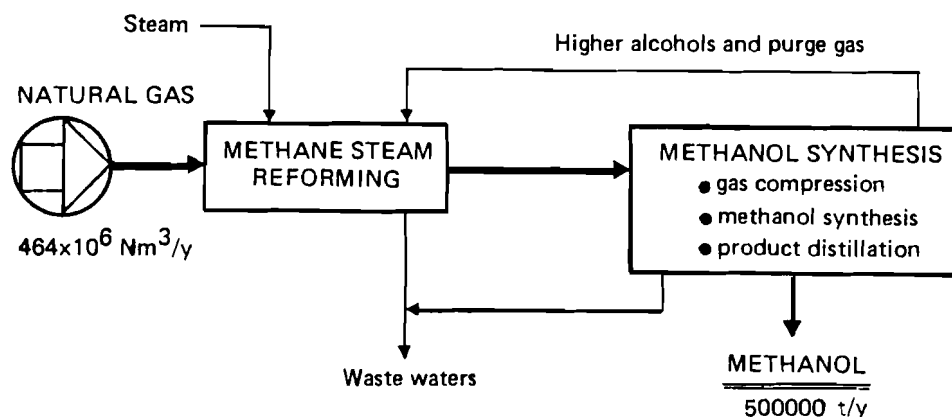 Steam
Higher alcohols and purge gas
NATURAL GAS
METHANE STEAM
REFORMING
METHANOL SYNTHESIS
● gas compression
● methanol synthesis
● product distillation
464x10⁶ Nm³/y
Waste waters
METHANOL
500000 t/y